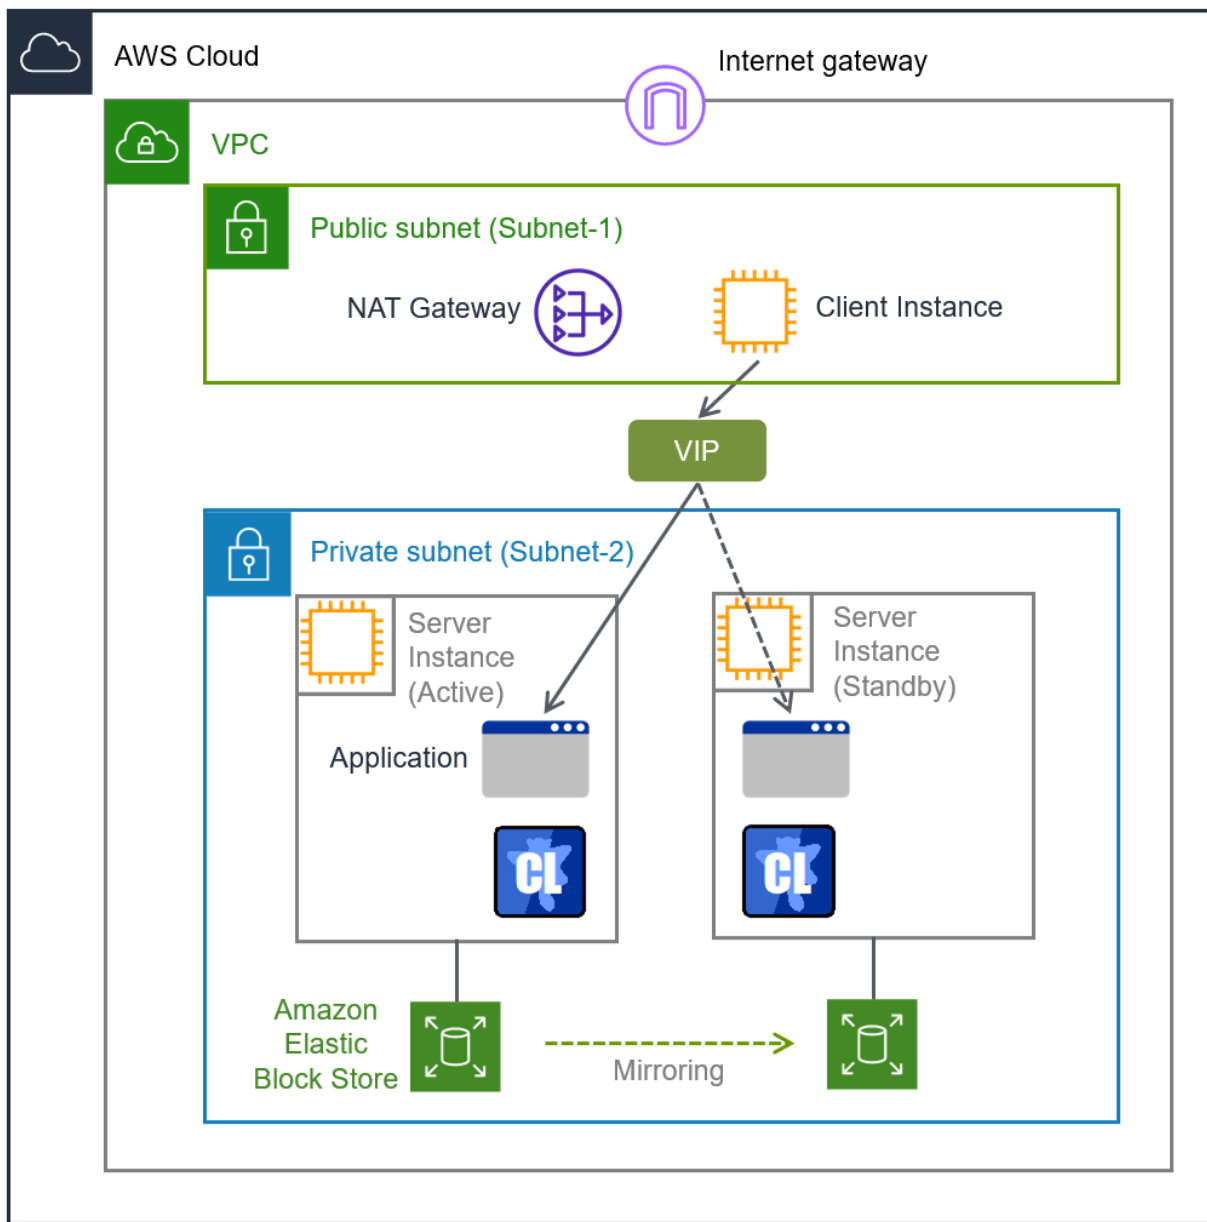 AWS Cloud
Internet gateway
VPC
Public subnet (Subnet-1)
NAT Gateway
Client Instance
VIP
Private subnet (Subnet-2)
Server
Instance
(Active)
Server
Instance
(Standby)
Application
CL
CL
Amazon
Elastic
Block Store
Mirroring